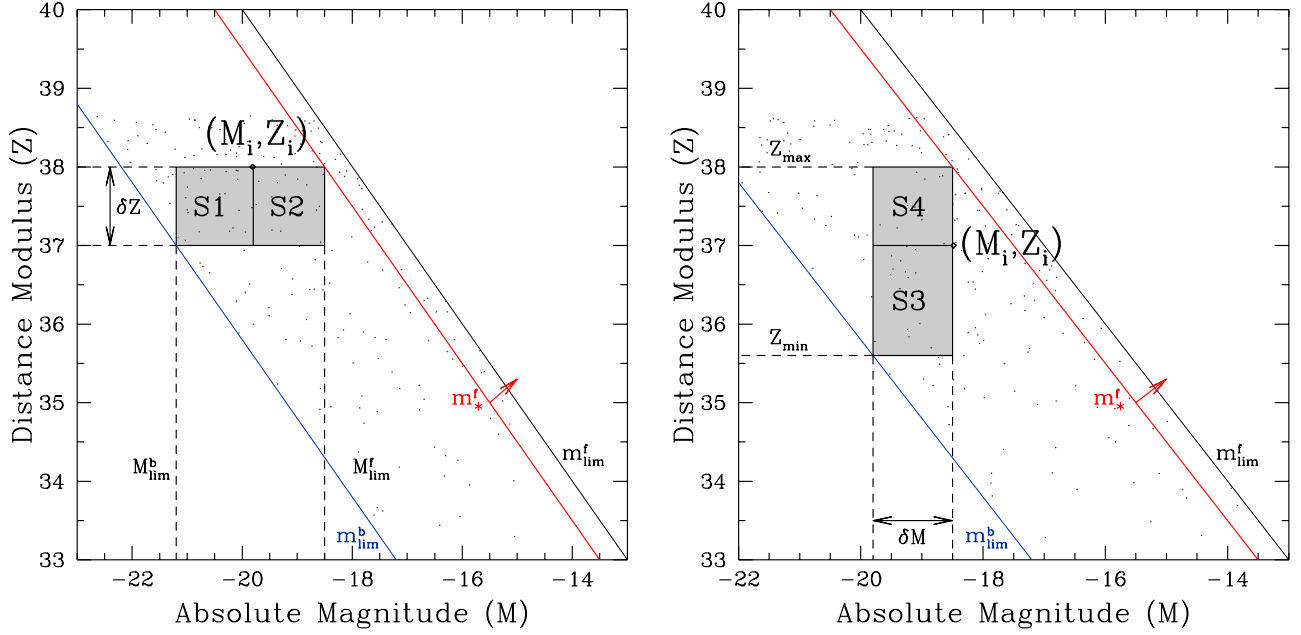 40
39
38
37
36
35
34
33
−22
−20
−18
−16
−14
Distance Modulus (Z)
Absolute Magnitude (M)
(M_i,Z_i)
δZ
S1
S2
M^b_lim
M^f_lim
m^f_*
m^f_lim
m^b_lim
40
39
38
37
36
35
34
33
−22
−20
−18
−16
−14
Distance Modulus (Z)
Absolute Magnitude (M)
Z_max
S4
(M_i,Z_i)
S3
Z_min
m^f_*
m^f_lim
δM
m^b_lim